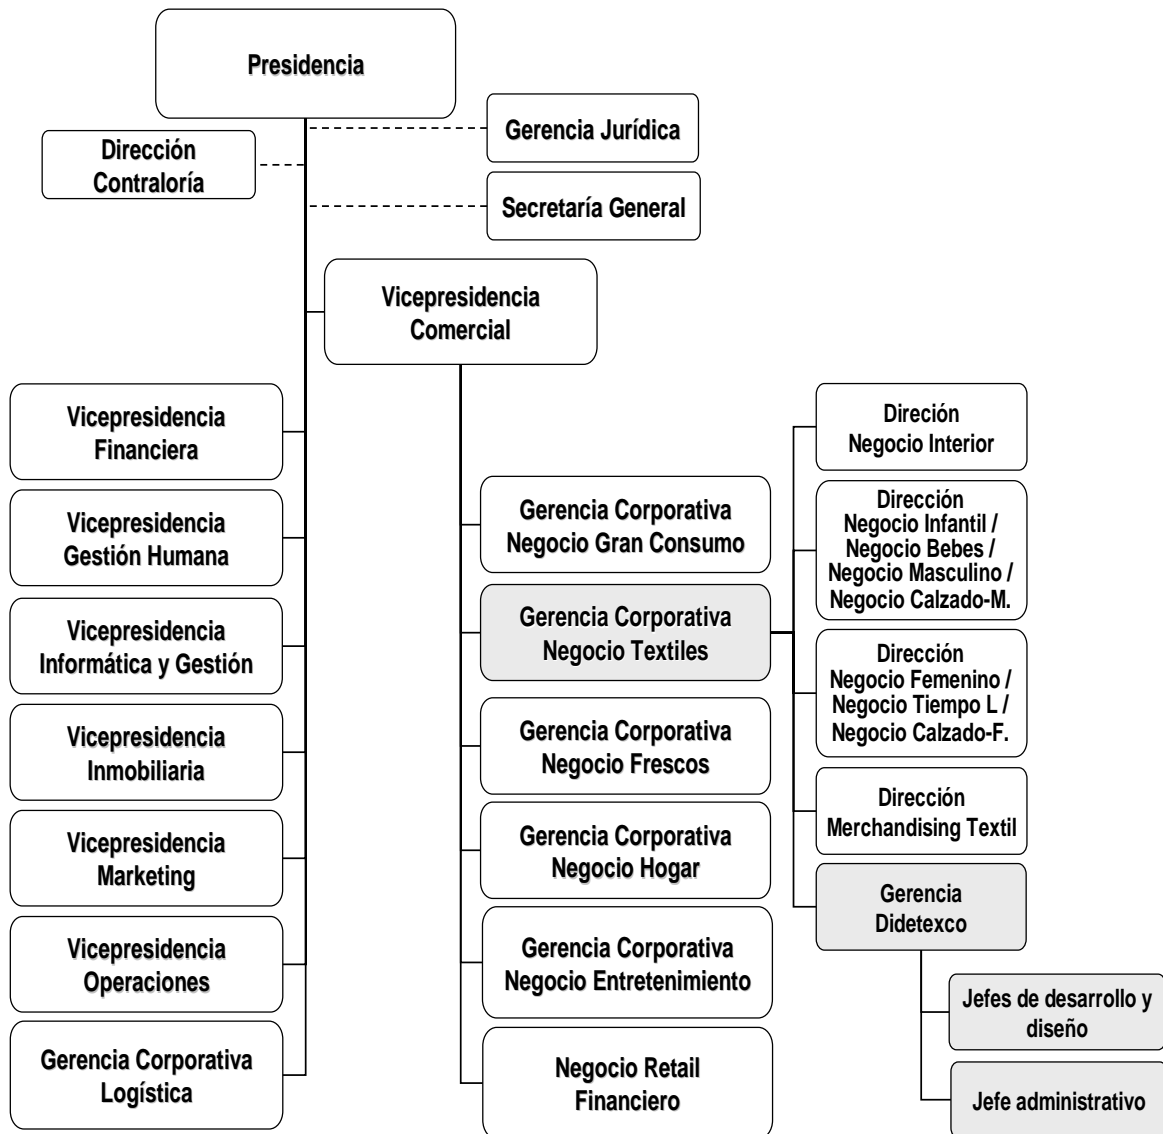 Presidencia
Gerencia Jurídica
Dirección
Contraloría
Secretaría General
Vicepresidencia
Comercial
Vicepresidencia
Financiera
Vicepresidencia
Gestión Humana
Vicepresidencia
Informática y Gestión
Vicepresidencia
Inmobiliaria
Vicepresidencia
Marketing
Vicepresidencia
Operaciones
Gerencia Corporativa
Logística
Gerencia Corporativa
Negocio Gran Consumo
Gerencia Corporativa
Negocio Textiles
Gerencia Corporativa
Negocio Frescos
Gerencia Corporativa
Negocio Hogar
Gerencia Corporativa
Negocio Entretenimiento
Negocio Retail
Financiero
Direción
Negocio Interior
Dirección
Negocio Infantil /
Negocio Bebes /
Negocio Masculino /
Negocio Calzado-M.
Dirección
Negocio Femenino /
Negocio Tiempo L /
Negocio Calzado-F.
Dirección
Merchandising Textil
Gerencia
Didetexco
Jefes de desarrollo y
diseño
Jefe administrativo